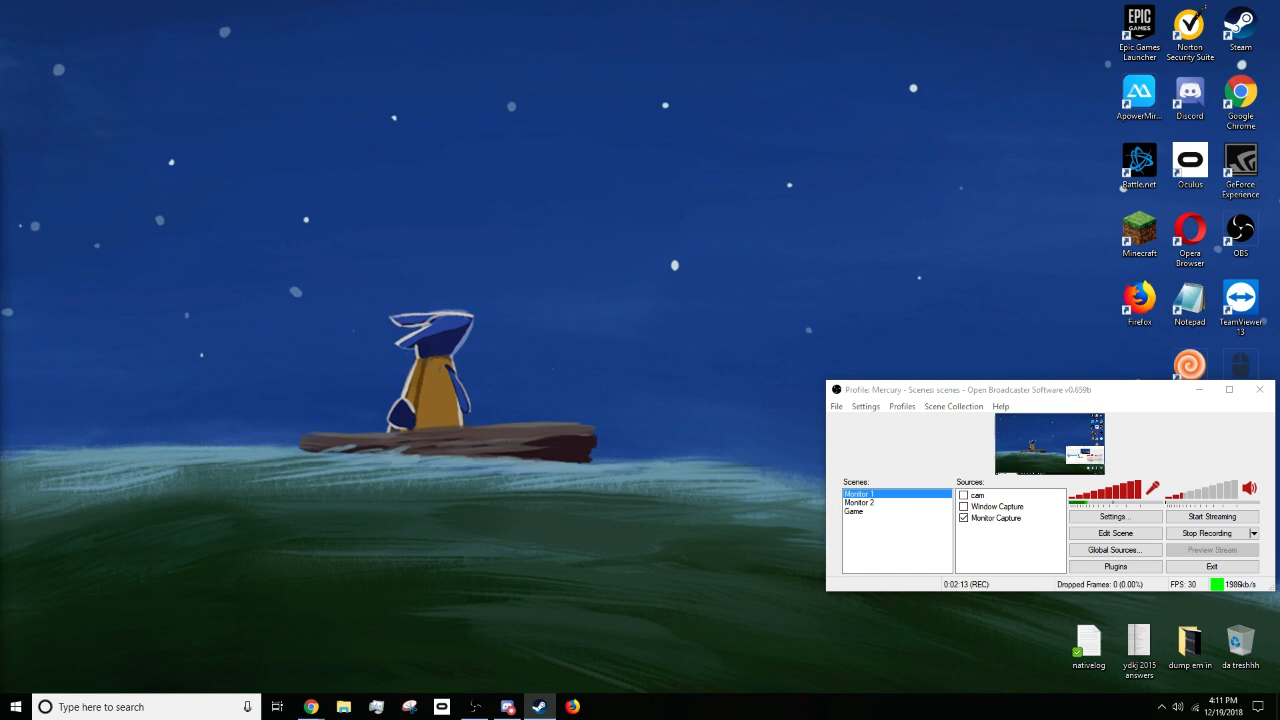 EPIC
GAMES
Epic Games
Launcher
Norton
Security Suite
Steam
ApowerMir...
Discord
Google
Chrome
Battle.net
Oculus
GeForce
Experience
Minecraft
Opera
Browser
OBS
Firefox
Notepad
TeamViewer
13
Profile: Mercury - Scenes: scenes - Open Broadcaster Software v0.659b
File Settings Profiles Scene Collection Help
Scenes:
Monitor 1
Monitor 2
Game
Sources:
cam
Window Capture
Monitor Capture
Settings...
Start Streaming
Edit Scene
Stop Recording
Global Sources...
Preview Stream
Plugins
Exit
0:02:13 (REC)
Dropped Frames: 0 (0.00%)
FPS: 30
1986kb/s
nativelog
ydkj 2015
answers
dump em in
da treshhh
Type here to search
4:11 PM
12/19/2018